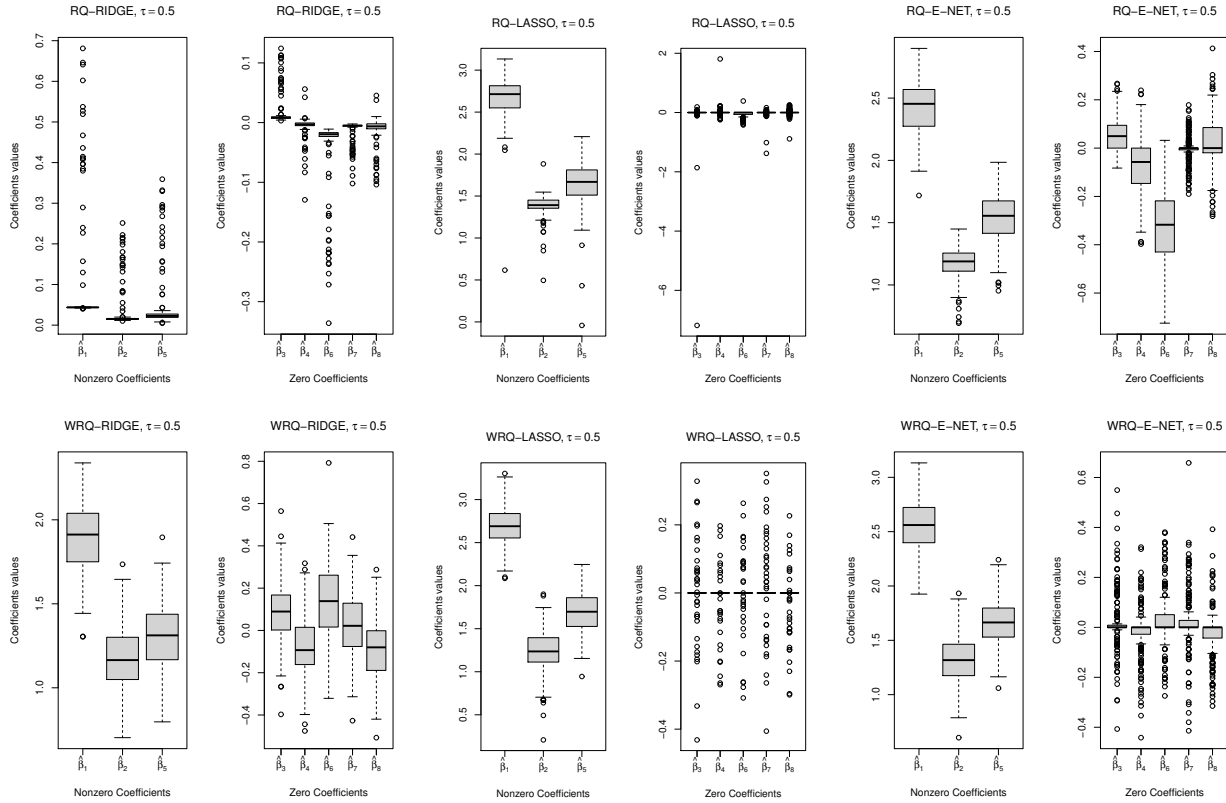 RQ−RIDGE, τ = 0.5
Coefficients values
0.7
0.6
0.5
0.4
0.3
0.2
0.1
0.0
β̂₁ β̂₂ β̂₅
Nonzero Coefficients
RQ−RIDGE, τ = 0.5
Coefficients values
0.1
0.0
−0.1
−0.2
−0.3
β̂₃ β̂₄ β̂₆ β̂₇ β̂₈
Zero Coefficients
RQ−LASSO, τ = 0.5
Coefficients values
3.0
2.5
2.0
1.5
1.0
0.5
0.0
β̂₁ β̂₂ β̂₅
Nonzero Coefficients
RQ−LASSO, τ = 0.5
Coefficients values
2
0
−2
−4
−6
β̂₃ β̂₄ β̂₆ β̂₇ β̂₈
Zero Coefficients
RQ−E−NET, τ = 0.5
Coefficients values
2.5
2.0
1.5
1.0
β̂₁ β̂₂ β̂₅
Nonzero Coefficients
RQ−E−NET, τ = 0.5
Coefficients values
0.4
0.2
0.0
−0.2
−0.4
−6
β̂₃ β̂₄ β̂₆ β̂₇ β̂₈
Zero Coefficients
WRQ−RIDGE, τ = 0.5
Coefficients values
2.0
1.5
1.0
β̂₁ β̂₂ β̂₅
Nonzero Coefficients
WRQ−RIDGE, τ = 0.5
Coefficients values
0.8
0.6
0.4
0.2
0.0
−0.4
β̂₃ β̂₄ β̂₆ β̂₇ β̂₈
Zero Coefficients
WRQ−LASSO, τ = 0.5
Coefficients values
3.0
2.5
2.0
1.5
1.0
0.5
β̂₁ β̂₂ β̂₅
Nonzero Coefficients
WRQ−LASSO, τ = 0.5
Coefficients values
0.2
0.0
0.2
−0.4
β̂₃ β̂₄ β̂₆ β̂₇ β̂₈
Zero Coefficients
WRQ−E−NET, τ = 0.5
Coefficients values
3.0
2.5
2.0
1.5
1.0
β̂₁ β̂₂ β̂₅
Nonzero Coefficients
WRQ−E−NET, τ = 0.5
Coefficients values
0.6
0.4
0.2
0.0
−0.2
−0.4
β̂₃ β̂₄ β̂₆ β̂₇ β̂₈
Zero Coefficients